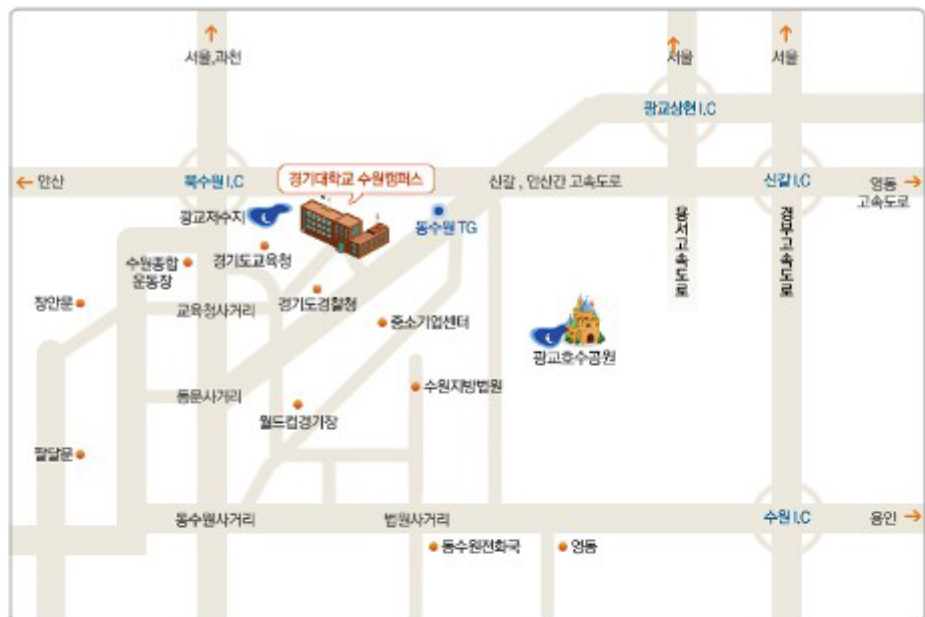 서울,과천
서울
서울
광교상현 I.C
안산
북수원 I.C
경기대학교 수원캠퍼스
신갈 , 안산간 고속도로
신갈 I.C
영동
고속도로
광교저수지
동수원 TG
용서고속도로
경부고속도로
수원종합
운동장
경기도교육청
장안문
교육청사거리
경기도경찰청
중소기업센터
광교호수공원
동문사거리
수원지방법원
월드컵경기장
팔달문
동수원사거리
법원사거리
수원 I.C
용인
동수원전화국
영동